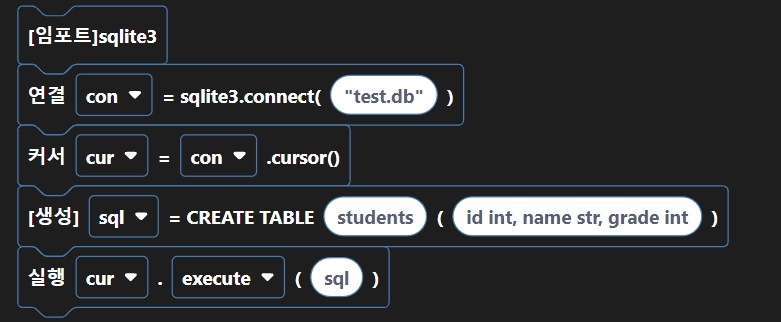 [임포트]sqlite3
연결 con = sqlite3.connect( "test.db" )
커서 cur = con .cursor()
[생성] sql = CREATE TABLE students ( id int, name str, grade int )
실행 cur . execute ( sql )